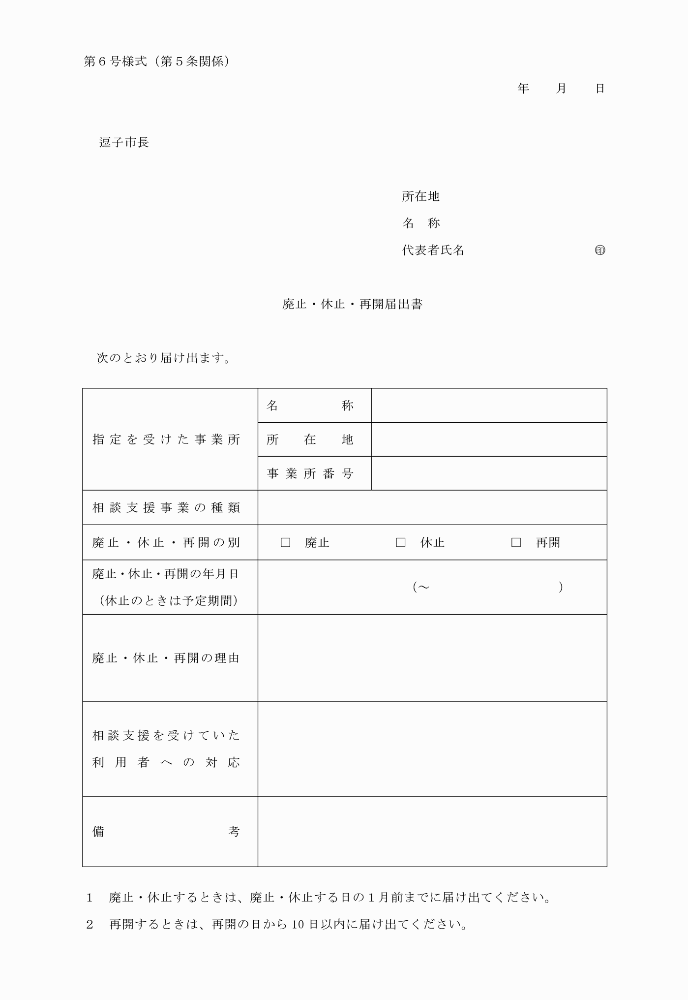 第６号様式（第５条関係）
年　　月　　日
逗子市長
所在地
名　称
代表者氏名　　　　　　　　　　㊞
廃止・休止・再開届出書
次のとおり届け出ます。
指定を受けた事業所
名称
所在地
事業所番号
相談支援事業の種類
廃止・休止・再開の別
□　廃止　　　　　□　休止　　　　　□　再開
廃止・休止・再開の年月日
（休止のときは予定期間）
（～　　　　　　　　　　）
廃止・休止・再開の理由
相談支援を受けていた
利用者への対応
備考
１　廃止・休止するときは、廃止・休止する日の１月前までに届け出てください。
２　再開するときは、再開の日から 10 日以内に届け出てください。